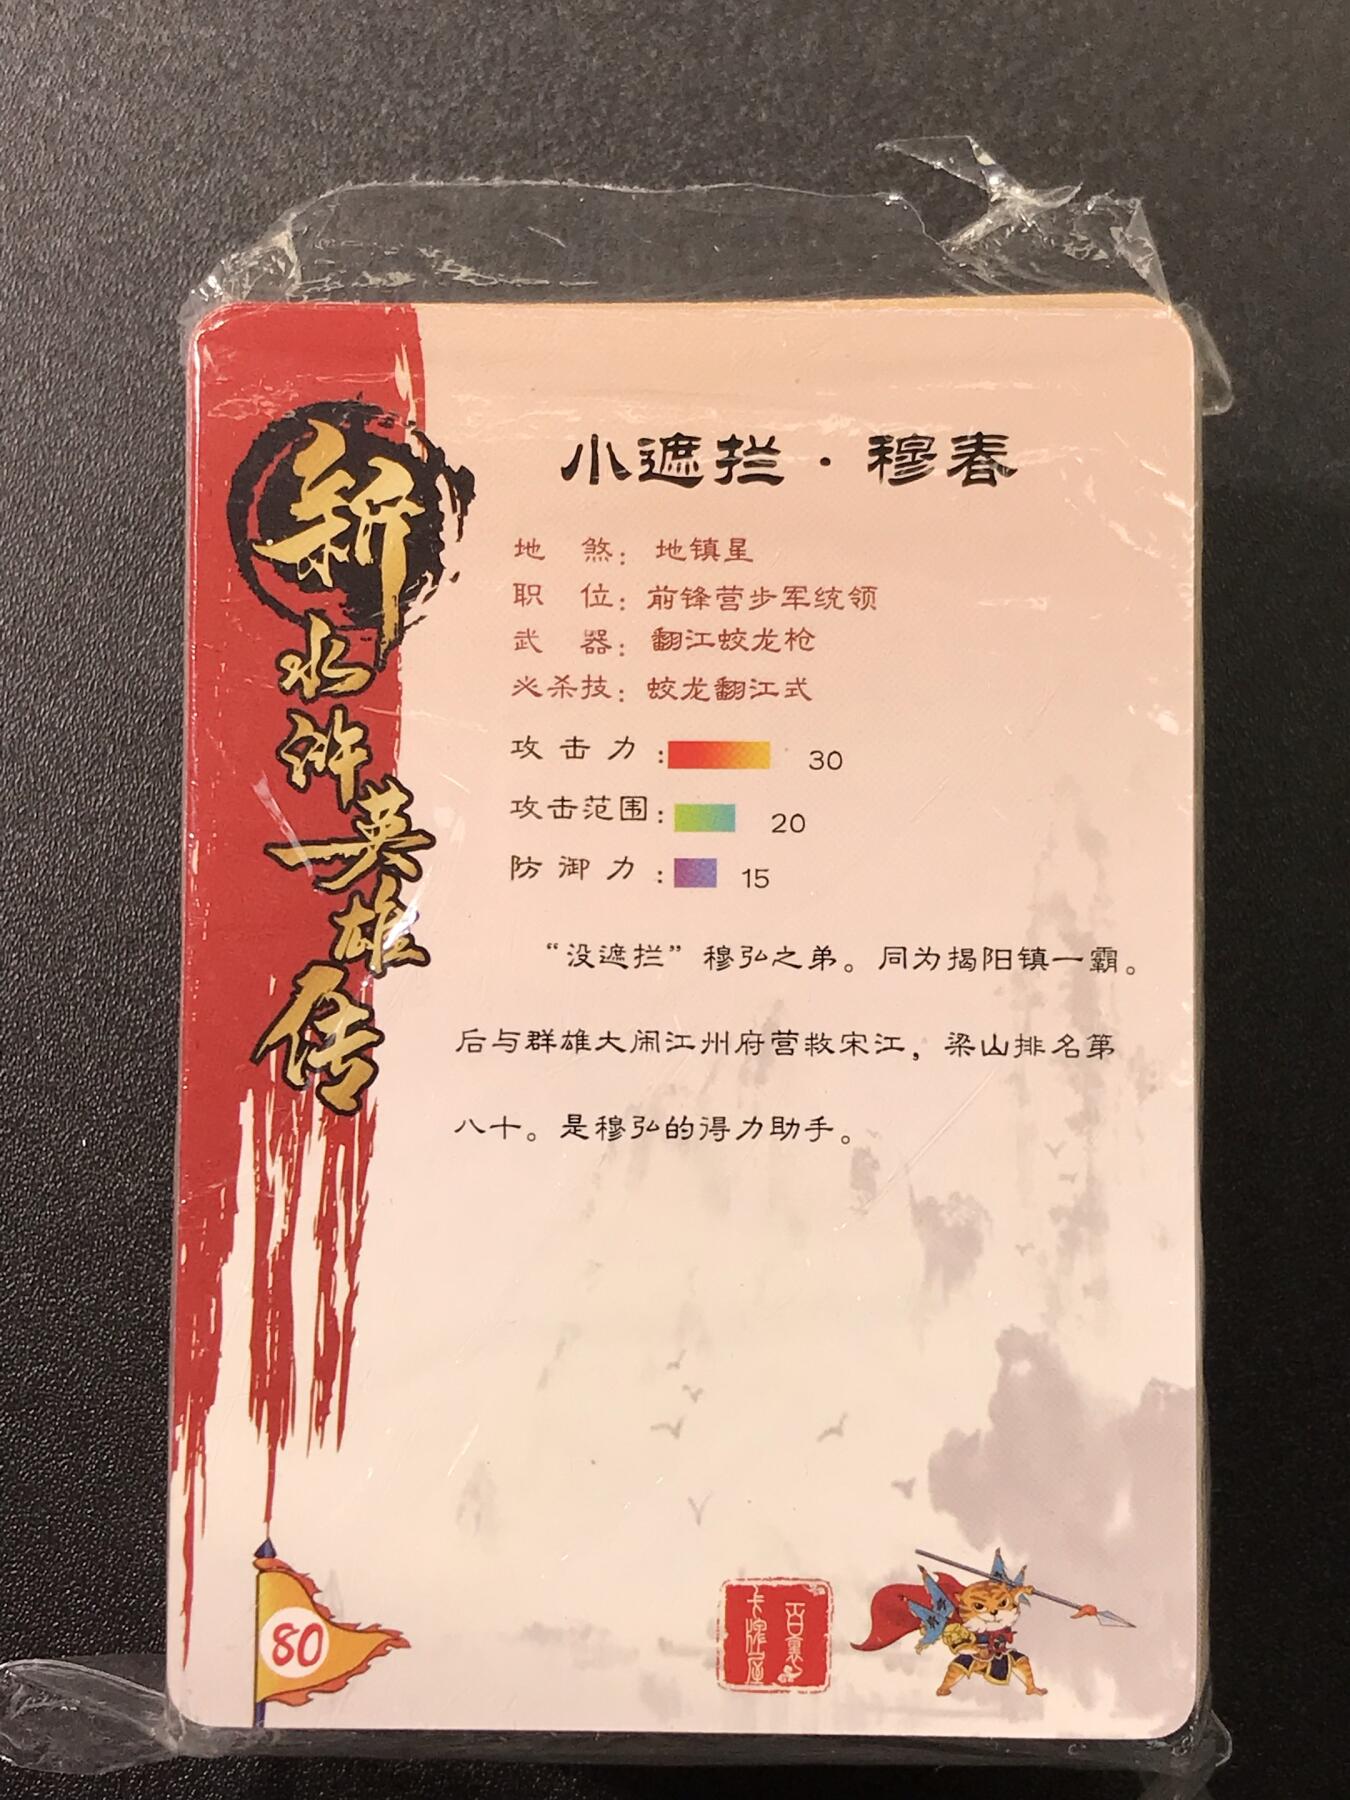 新水浒英雄传
小遮拦·穆春
地 煞：地镇星
职 位：前锋营步军统领
武 器：翻江蛟龙枪
必杀技：蛟龙翻江式
攻 击 力：30
攻击范围：20
防 御 力：15
“没遮拦”穆弘之弟。同为揭阳镇一霸。
后与群雄大闹江州府营救宋江，梁山排名第
八十。是穆弘的得力助手。
80